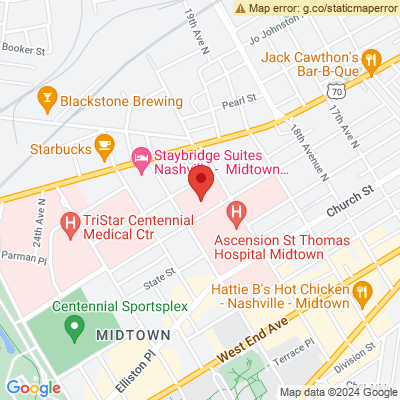 Map error: g.co/staticmaperror
19th Ave N
Jo Johnston
Booker St
Jack Cawthon's
Bar-B-Que
70
Blackstone Brewing
Pearl St
17th Ave N
18th Avenue N
Starbucks
Staybridge Suites
Nashville - Midtown...
24th Ave N
Church St
TriStar Centennial
Medical Ctr
H
H
Ascension St Thomas
Hospital Midtown
Parman Pl
State St
Hattie B's Hot Chicken
- Nashville - Midtown
Centennial Sportsplex
MIDTOWN
West End Ave
Elliston Pl
Terrace Pl
Division St
Google
Map data ©2024 Google